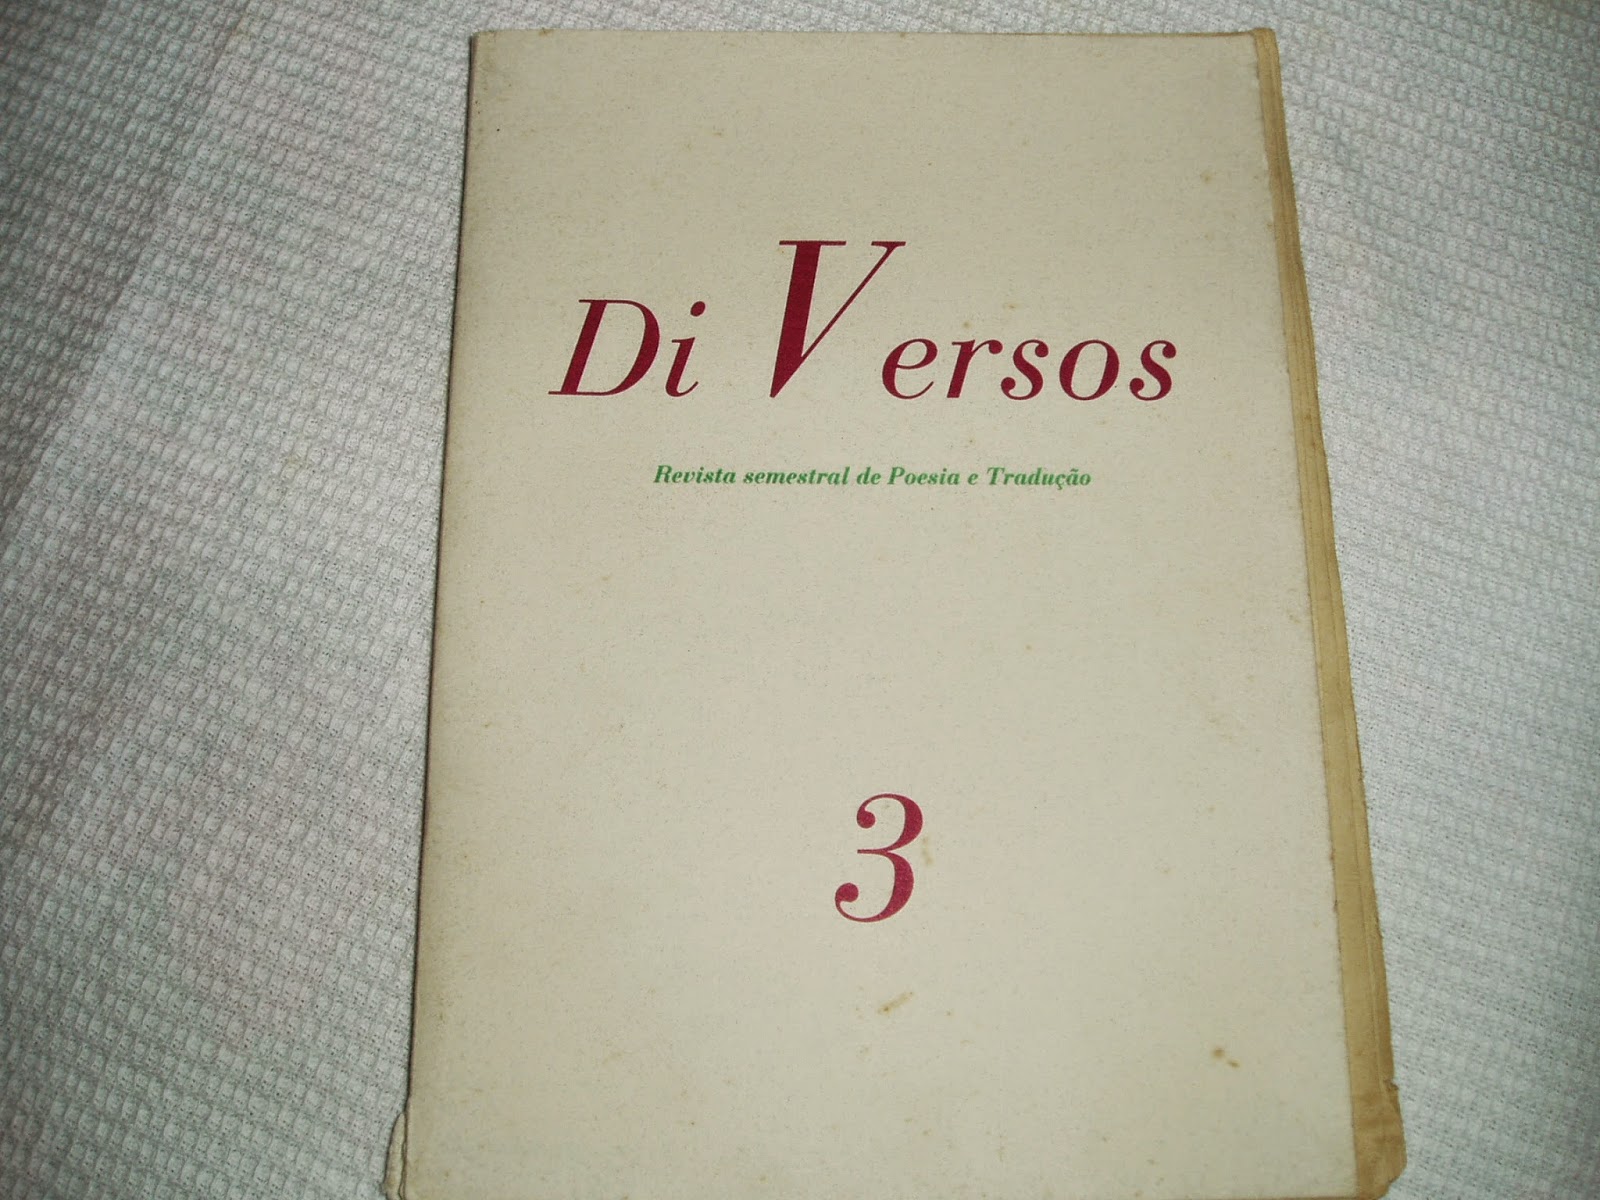 Di Versos
Revista semestral de Poesia e Tradução
3